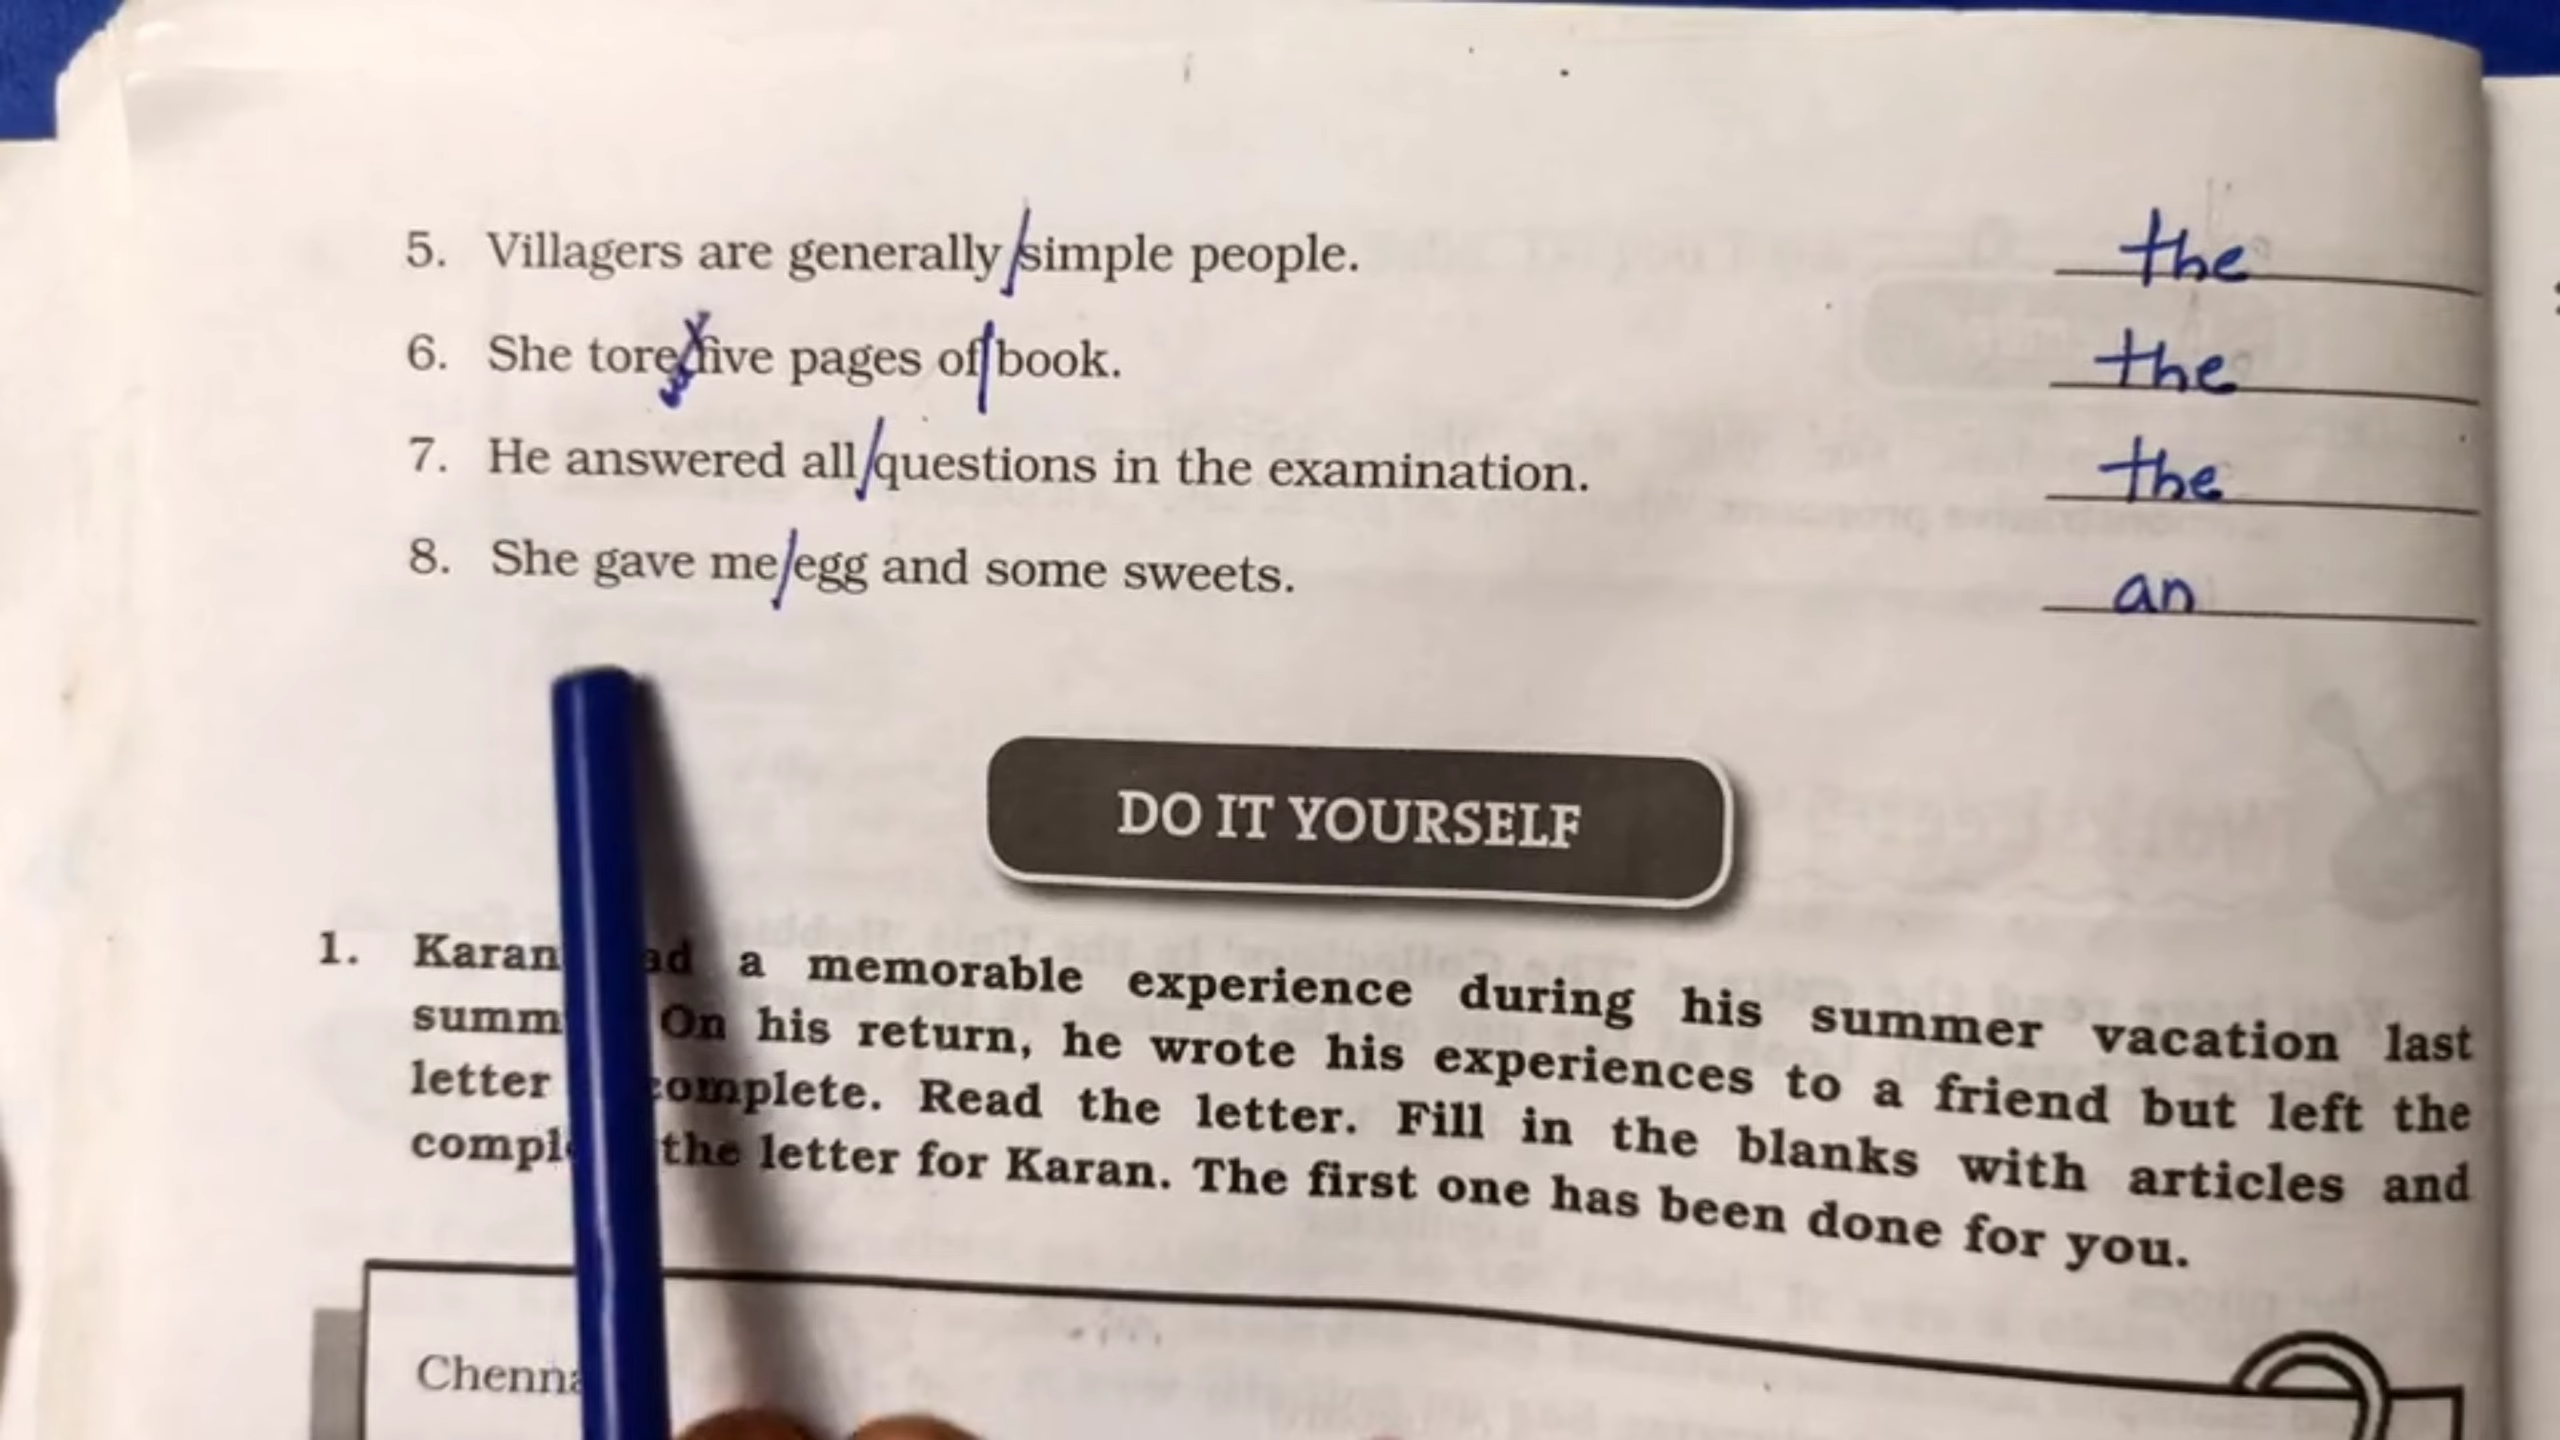 5. Villagers are generally/simple people. the
6. She tore five pages of/book. the
7. He answered all/questions in the examination. the
8. She gave me/egg and some sweets. an
DO IT YOURSELF
1. Karan ad a memorable experience during his summer vacation last
summ On his return, he wrote his experiences to a friend but left the
letter complete. Read the letter. Fill in the blanks with articles and
compl the letter for Karan. The first one has been done for you.
Chenna